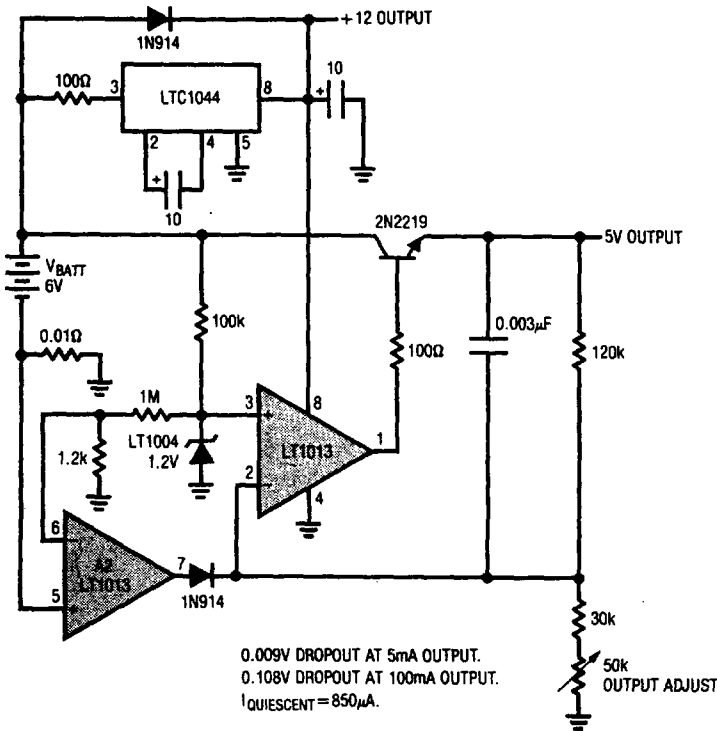 +12 OUTPUT
1N914
100Ω
3
LTC1044
8
+
10
2
4
5
+
10
2N2219
5V OUTPUT
VBATT
6V
100k
0.01Ω
100Ω
0.003µF
120k
1M
3
+
8
LT1004
1.2V
LT1013
1
1.2k
2
−
4
6
−
A2
LT1013
7
5
+
1N914
30k
50k
OUTPUT ADJUST
0.009V DROPOUT AT 5mA OUTPUT.
0.108V DROPOUT AT 100mA OUTPUT.
IQUIESCENT = 850µA.